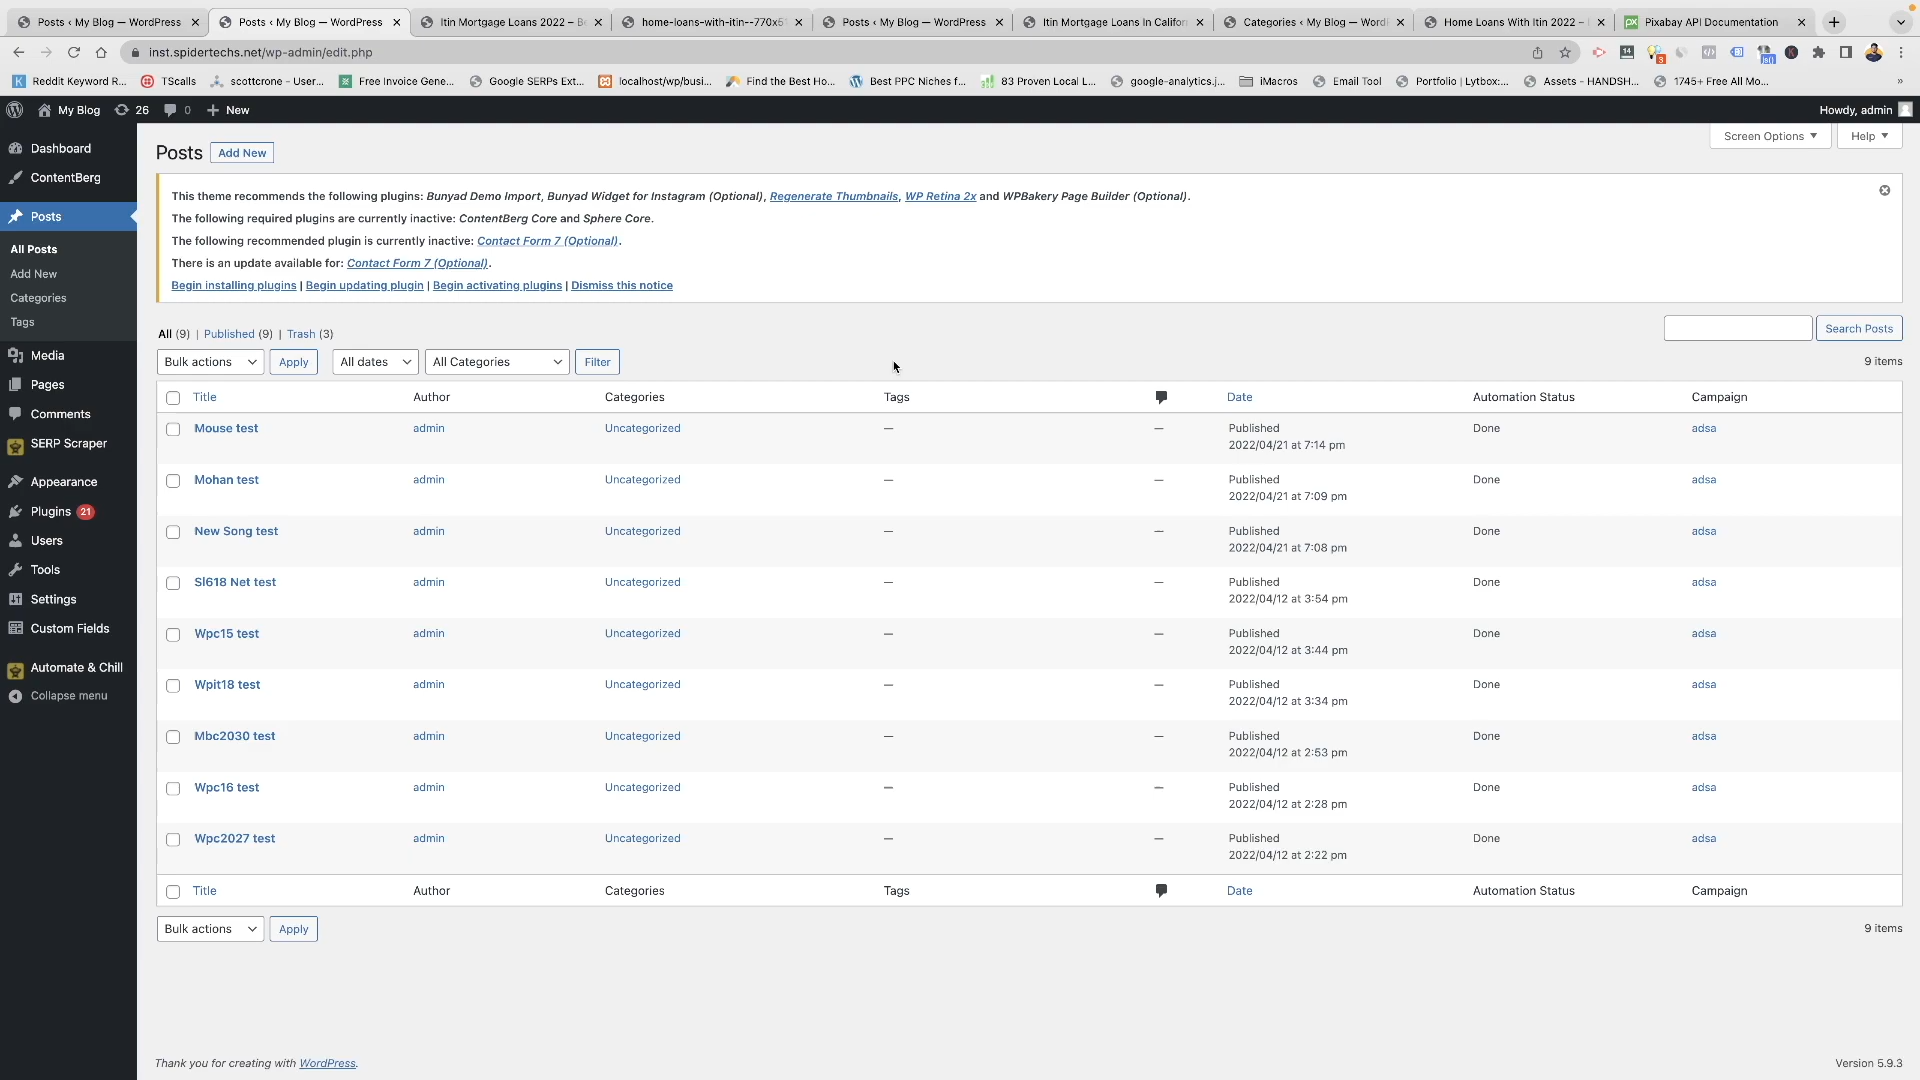 Posts ‹ My Blog — WordPress
Posts ‹ My Blog — WordPress
Itin Mortgage Loans 2022 – B
home-loans-with-itin--770x5
Posts ‹ My Blog — WordPress
Itin Mortgage Loans In Califor
Categories ‹ My Blog — Word
Home Loans With Itin 2022 –
Pixabay API Documentation
inst.spidertechs.net/wp-admin/edit.php
Reddit Keyword R...
TScalls
scottcrone - User...
Free Invoice Gene...
Google SERPs Ext...
localhost/wp/busi...
Find the Best Ho...
Best PPC Niches f...
83 Proven Local L...
google-analytics.j...
iMacros
Email Tool
Portfolio | Lytbox:...
Assets - HANDSH...
1745+ Free All Mo...
»
My Blog
26
0
New
Howdy, admin
Dashboard
ContentBerg
Posts
All Posts
Add New
Categories
Tags
Media
Pages
Comments
SERP Scraper
Appearance
Plugins 21
Users
Tools
Settings
Custom Fields
Automate & Chill
Collapse menu
Screen Options
Help
Posts
Add New
This theme recommends the following plugins: Bunyad Demo Import, Bunyad Widget for Instagram (Optional), Regenerate Thumbnails, WP Retina 2x and WPBakery Page Builder (Optional).
The following required plugins are currently inactive: ContentBerg Core and Sphere Core.
The following recommended plugin is currently inactive: Contact Form 7 (Optional).
There is an update available for: Contact Form 7 (Optional).
Begin installing plugins | Begin updating plugin | Begin activating plugins | Dismiss this notice
All (9) | Published (9) | Trash (3)
Search Posts
Bulk actions
Apply
All dates
All Categories
Filter
9 items
Title Author Categories Tags Date Automation Status Campaign
Mouse test admin Uncategorized — — Published Done adsa
2022/04/21 at 7:14 pm
Mohan test admin Uncategorized — — Published Done adsa
2022/04/21 at 7:09 pm
New Song test admin Uncategorized — — Published Done adsa
2022/04/21 at 7:08 pm
Sl618 Net test admin Uncategorized — — Published Done adsa
2022/04/12 at 3:54 pm
Wpc15 test admin Uncategorized — — Published Done adsa
2022/04/12 at 3:44 pm
Wpit18 test admin Uncategorized — — Published Done adsa
2022/04/12 at 3:34 pm
Mbc2030 test admin Uncategorized — — Published Done adsa
2022/04/12 at 2:53 pm
Wpc16 test admin Uncategorized — — Published Done adsa
2022/04/12 at 2:28 pm
Wpc2027 test admin Uncategorized — — Published Done adsa
2022/04/12 at 2:22 pm
Title Author Categories Tags Date Automation Status Campaign
Bulk actions
Apply
9 items
Thank you for creating with WordPress.
Version 5.9.3